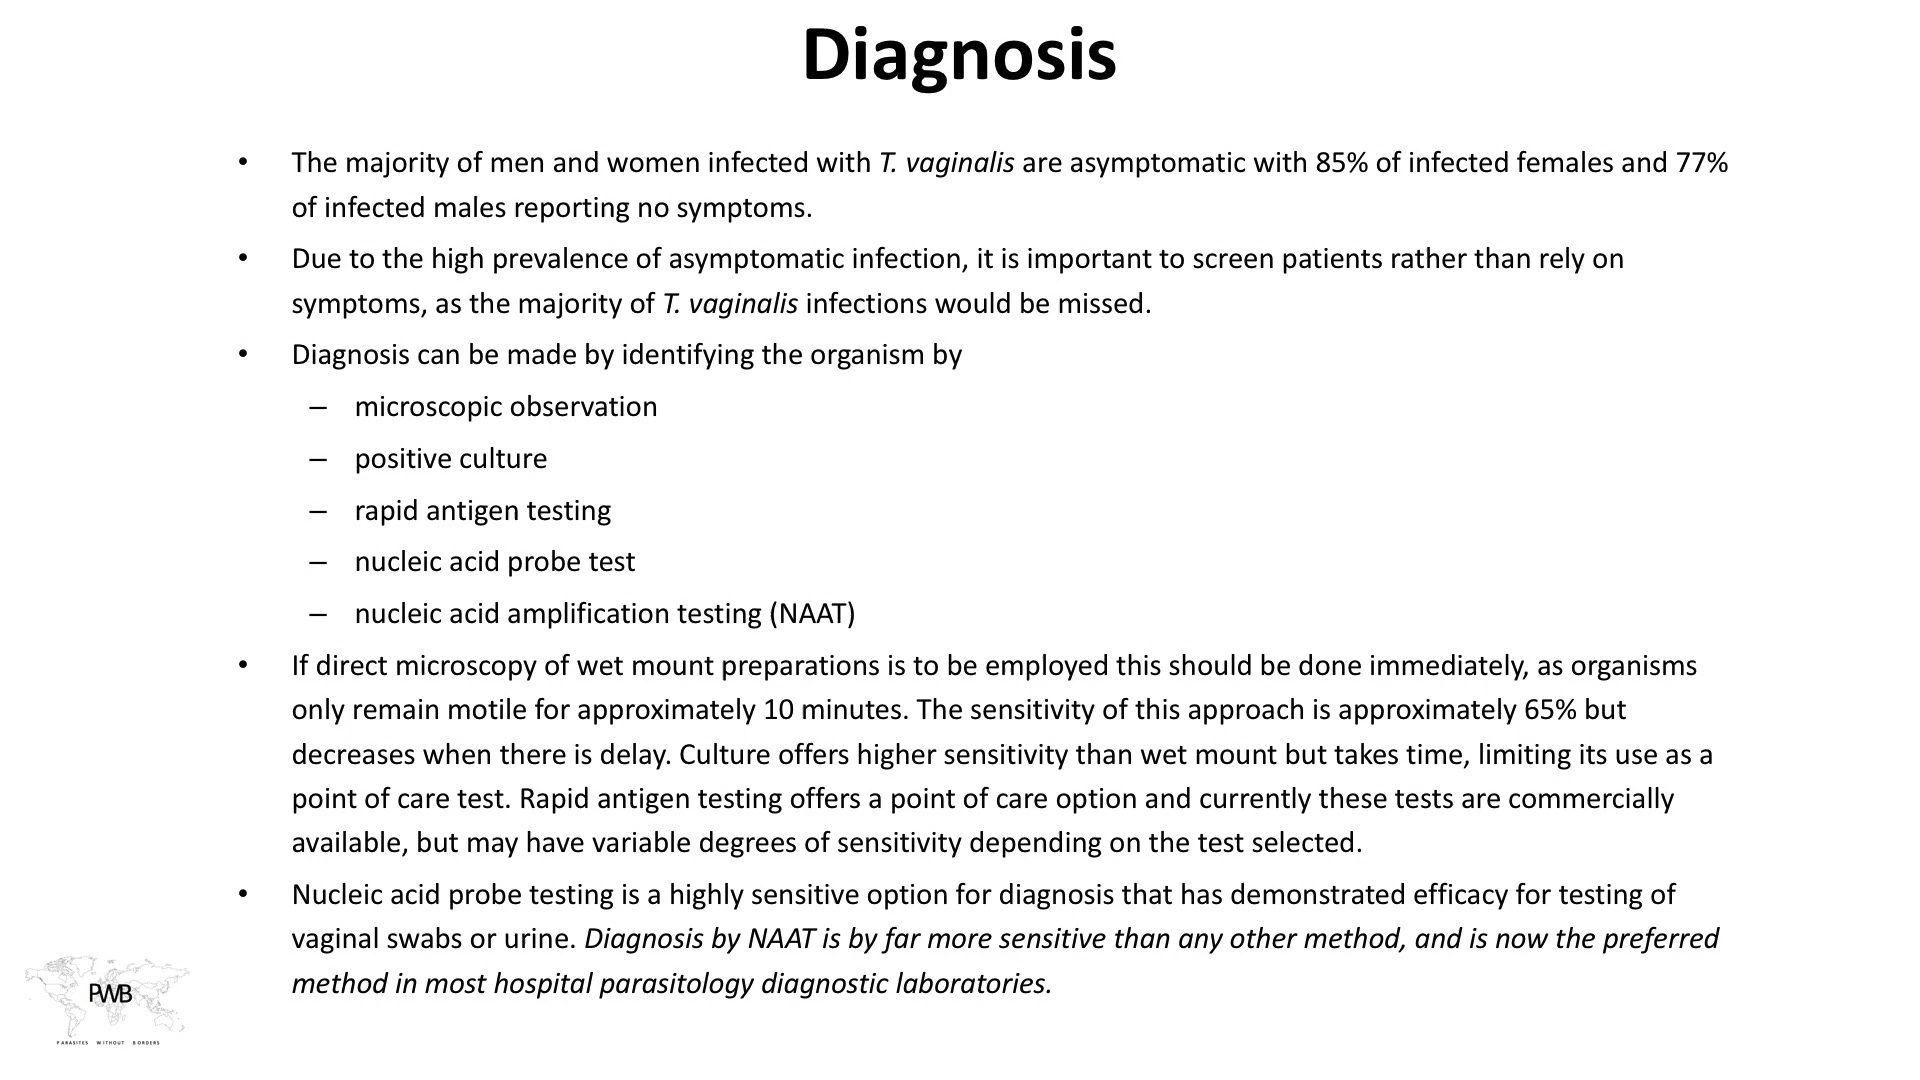 Diagnosis
• The majority of men and women infected with T. vaginalis are asymptomatic with 85% of infected females and 77%
of infected males reporting no symptoms.
• Due to the high prevalence of asymptomatic infection, it is important to screen patients rather than rely on
symptoms, as the majority of T. vaginalis infections would be missed.
• Diagnosis can be made by identifying the organism by
– microscopic observation
– positive culture
– rapid antigen testing
– nucleic acid probe test
– nucleic acid amplification testing (NAAT)
• If direct microscopy of wet mount preparations is to be employed this should be done immediately, as organisms
only remain motile for approximately 10 minutes. The sensitivity of this approach is approximately 65% but
decreases when there is delay. Culture offers higher sensitivity than wet mount but takes time, limiting its use as a
point of care test. Rapid antigen testing offers a point of care option and currently these tests are commercially
available, but may have variable degrees of sensitivity depending on the test selected.
• Nucleic acid probe testing is a highly sensitive option for diagnosis that has demonstrated efficacy for testing of
vaginal swabs or urine. Diagnosis by NAAT is by far more sensitive than any other method, and is now the preferred
method in most hospital parasitology diagnostic laboratories.
PWB
PARASITES WITHOUT BORDERS